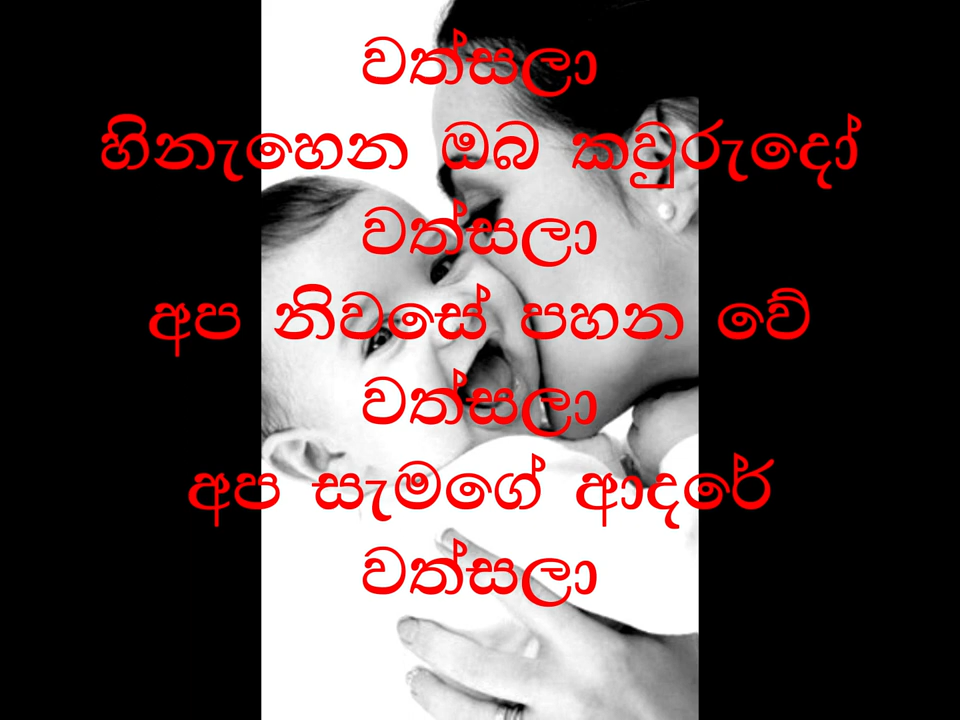 වත්සලා
හිනැහෙන ඔබ කවුරුදෝ
වත්සලා
අප නිවසේ පහන වේ
වත්සලා
අප සැමගේ ආදරේ
වත්සලා